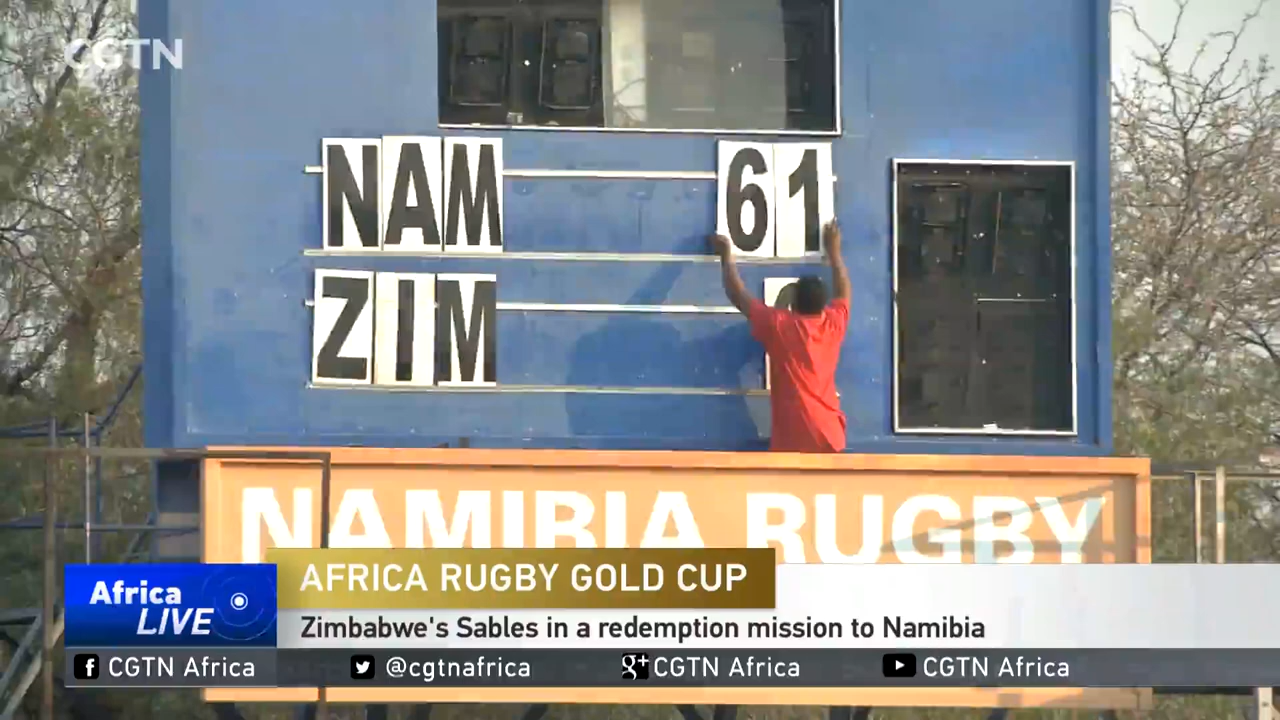 CGTN
NAM 61
ZIM
NAMIBIA RUGBY
AFRICA RUGBY GOLD CUP
Africa
LIVE
Zimbabwe's Sables in a redemption mission to Namibia
f CGTN Africa @cgtnafrica g+ CGTN Africa CGTN Africa